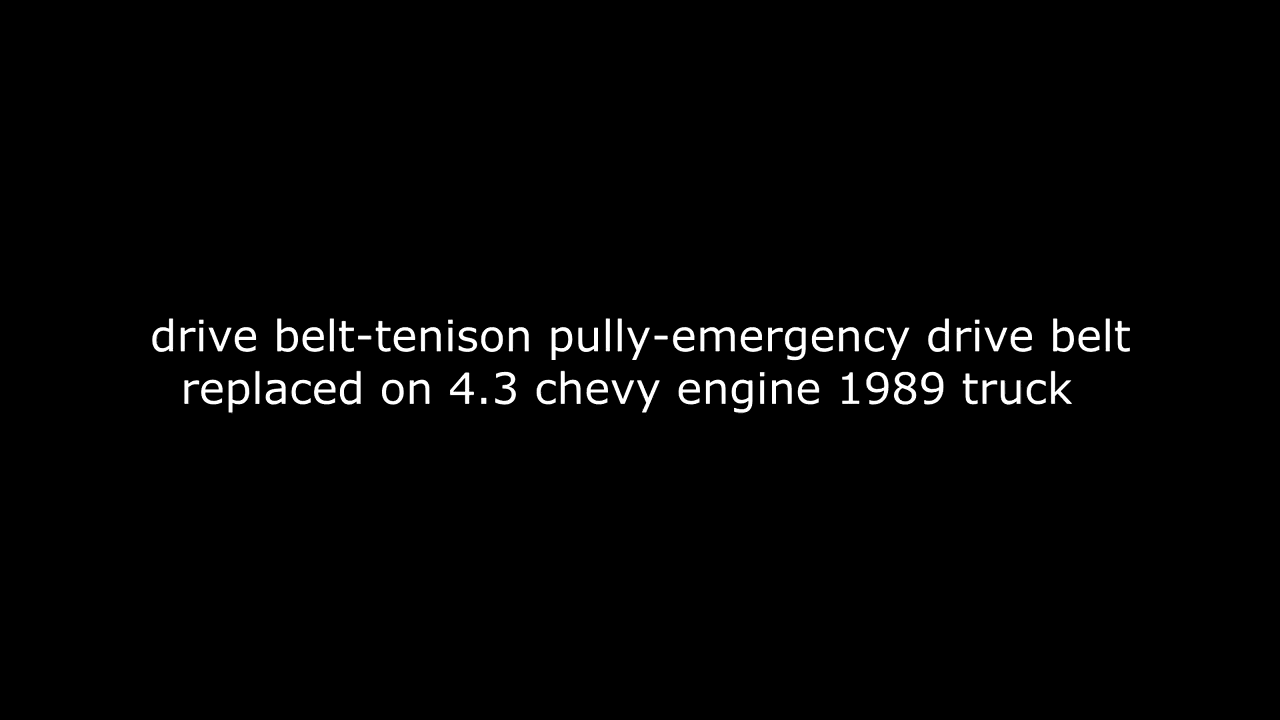 drive belt-tenison pully-emergency drive belt
replaced on 4.3 chevy engine 1989 truck